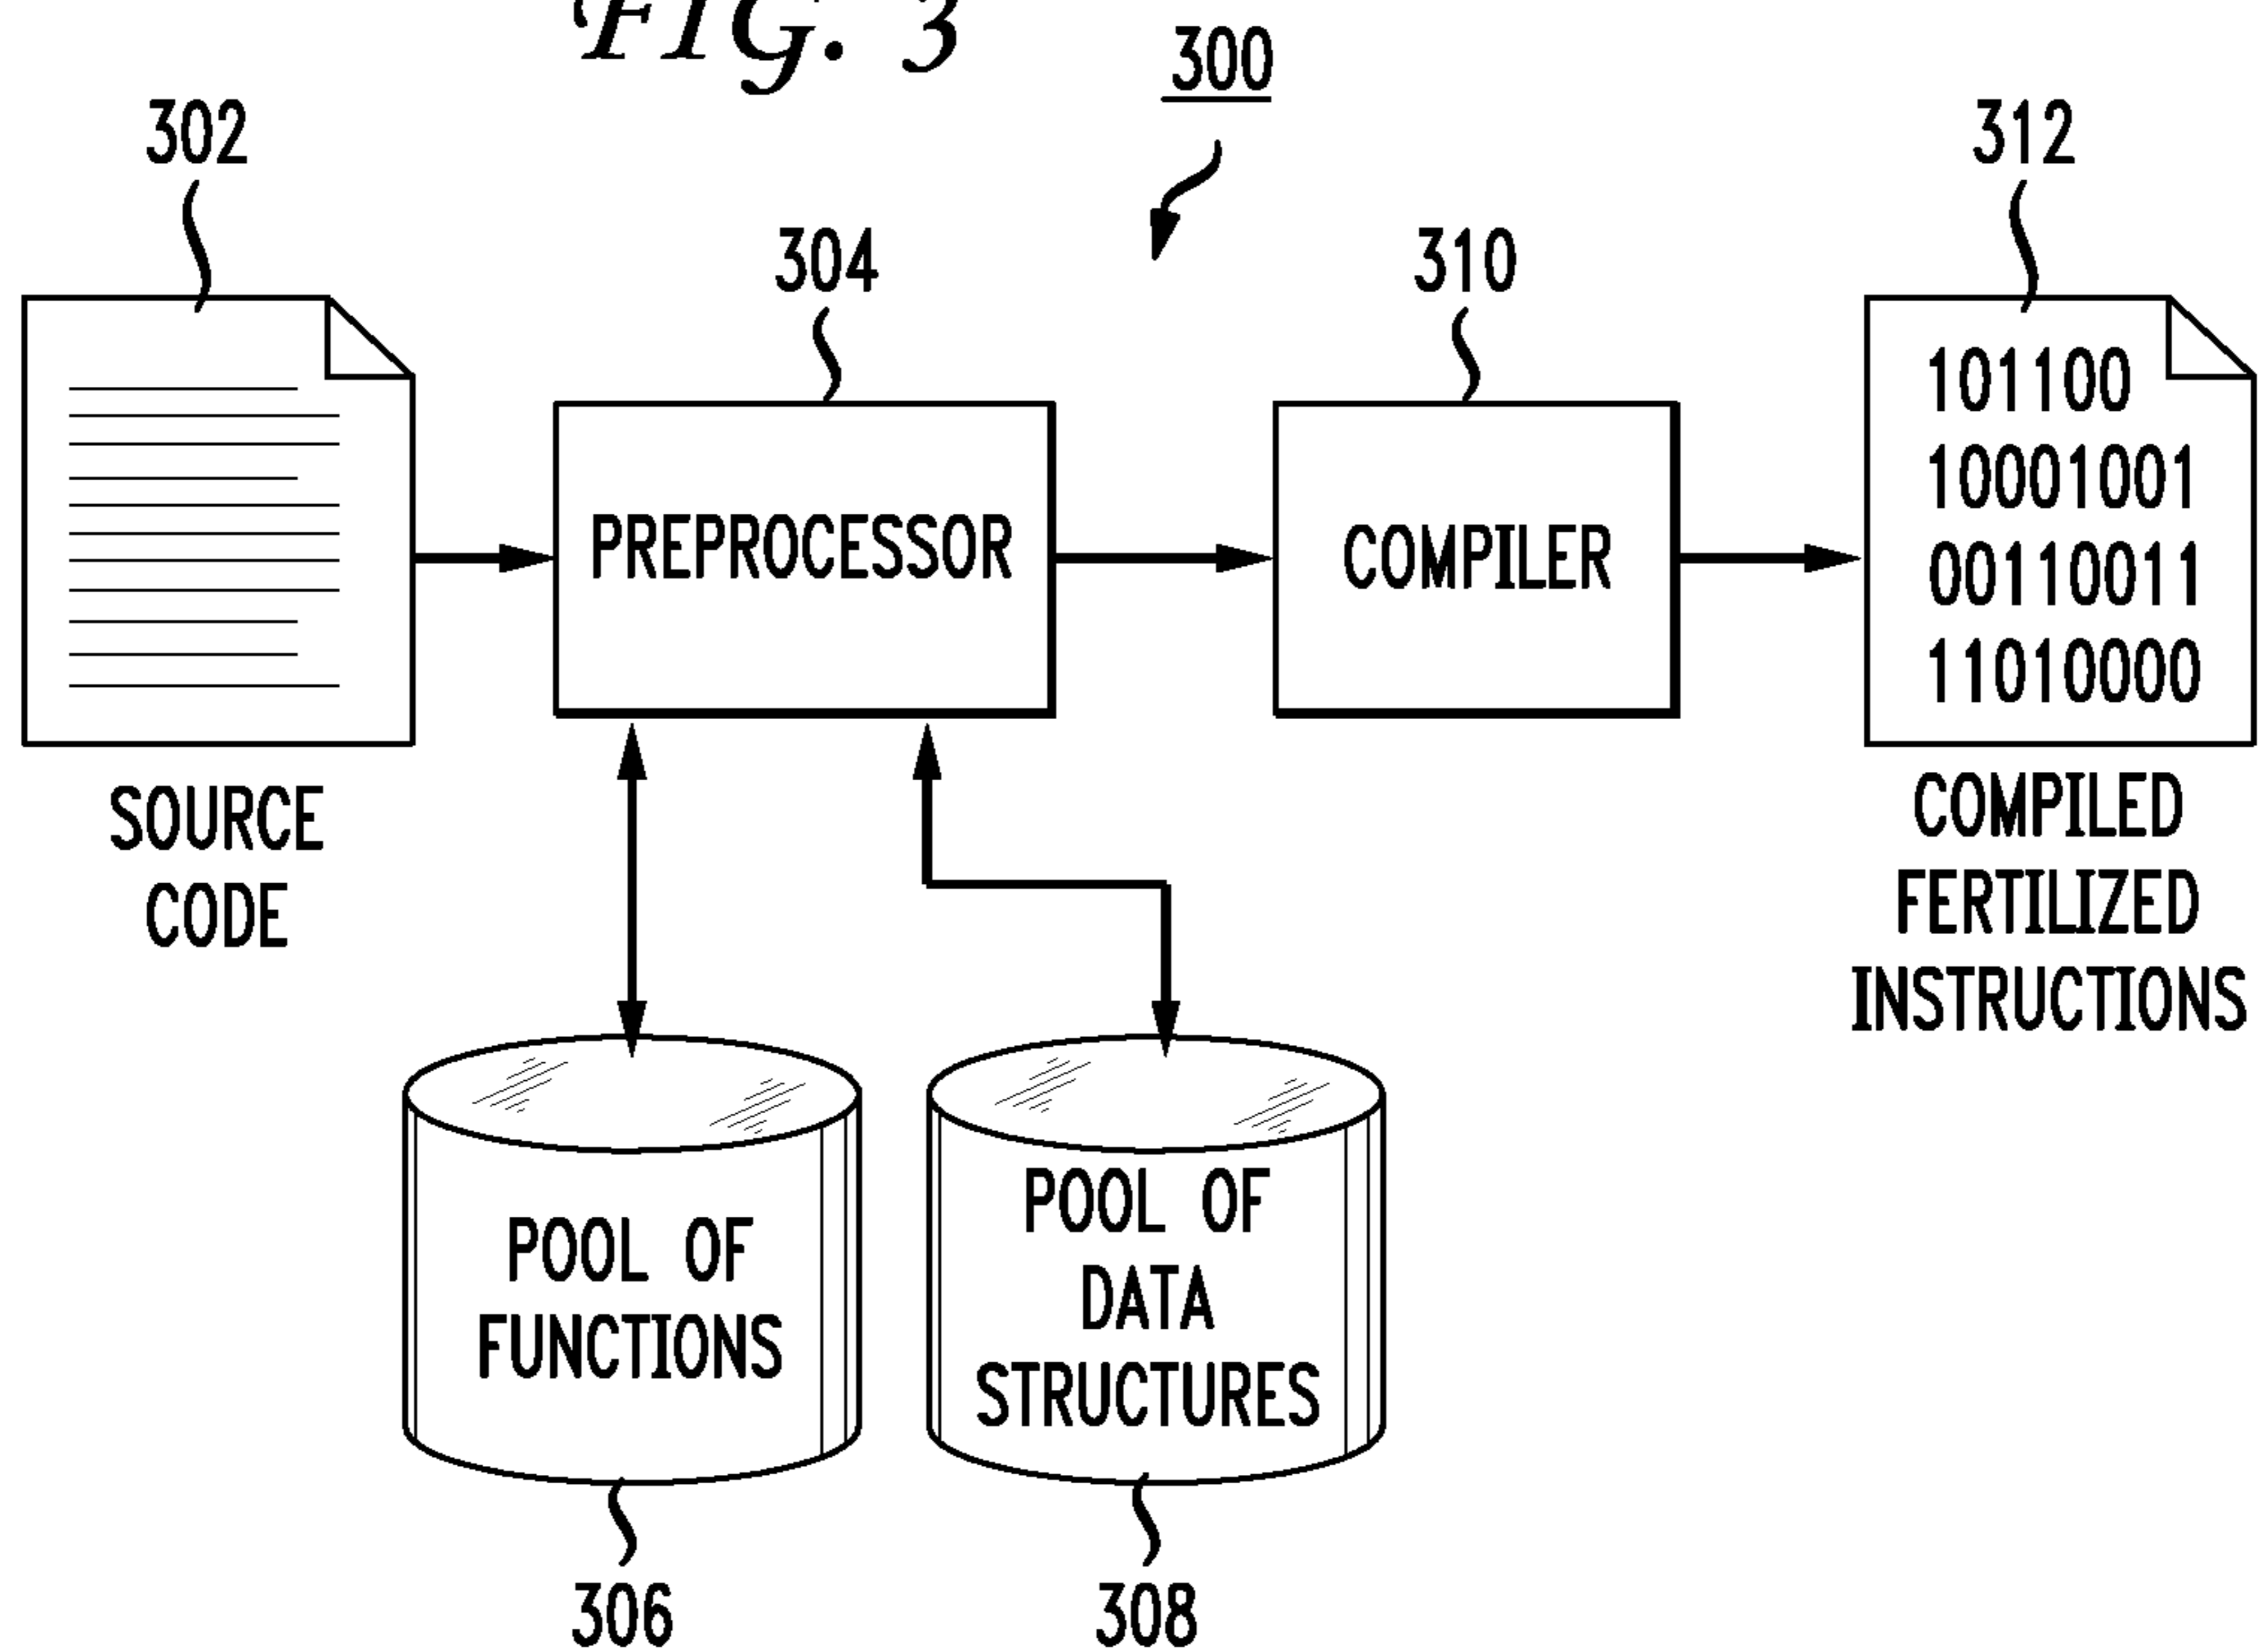 FIG. 3
300
302
304
310
312
101100
10001001
00110011
11010000
PREPROCESSOR
COMPILER
SOURCE
CODE
COMPILED
FERTILIZED
INSTRUCTIONS
POOL OF
FUNCTIONS
POOL OF
DATA
STRUCTURES
306
308